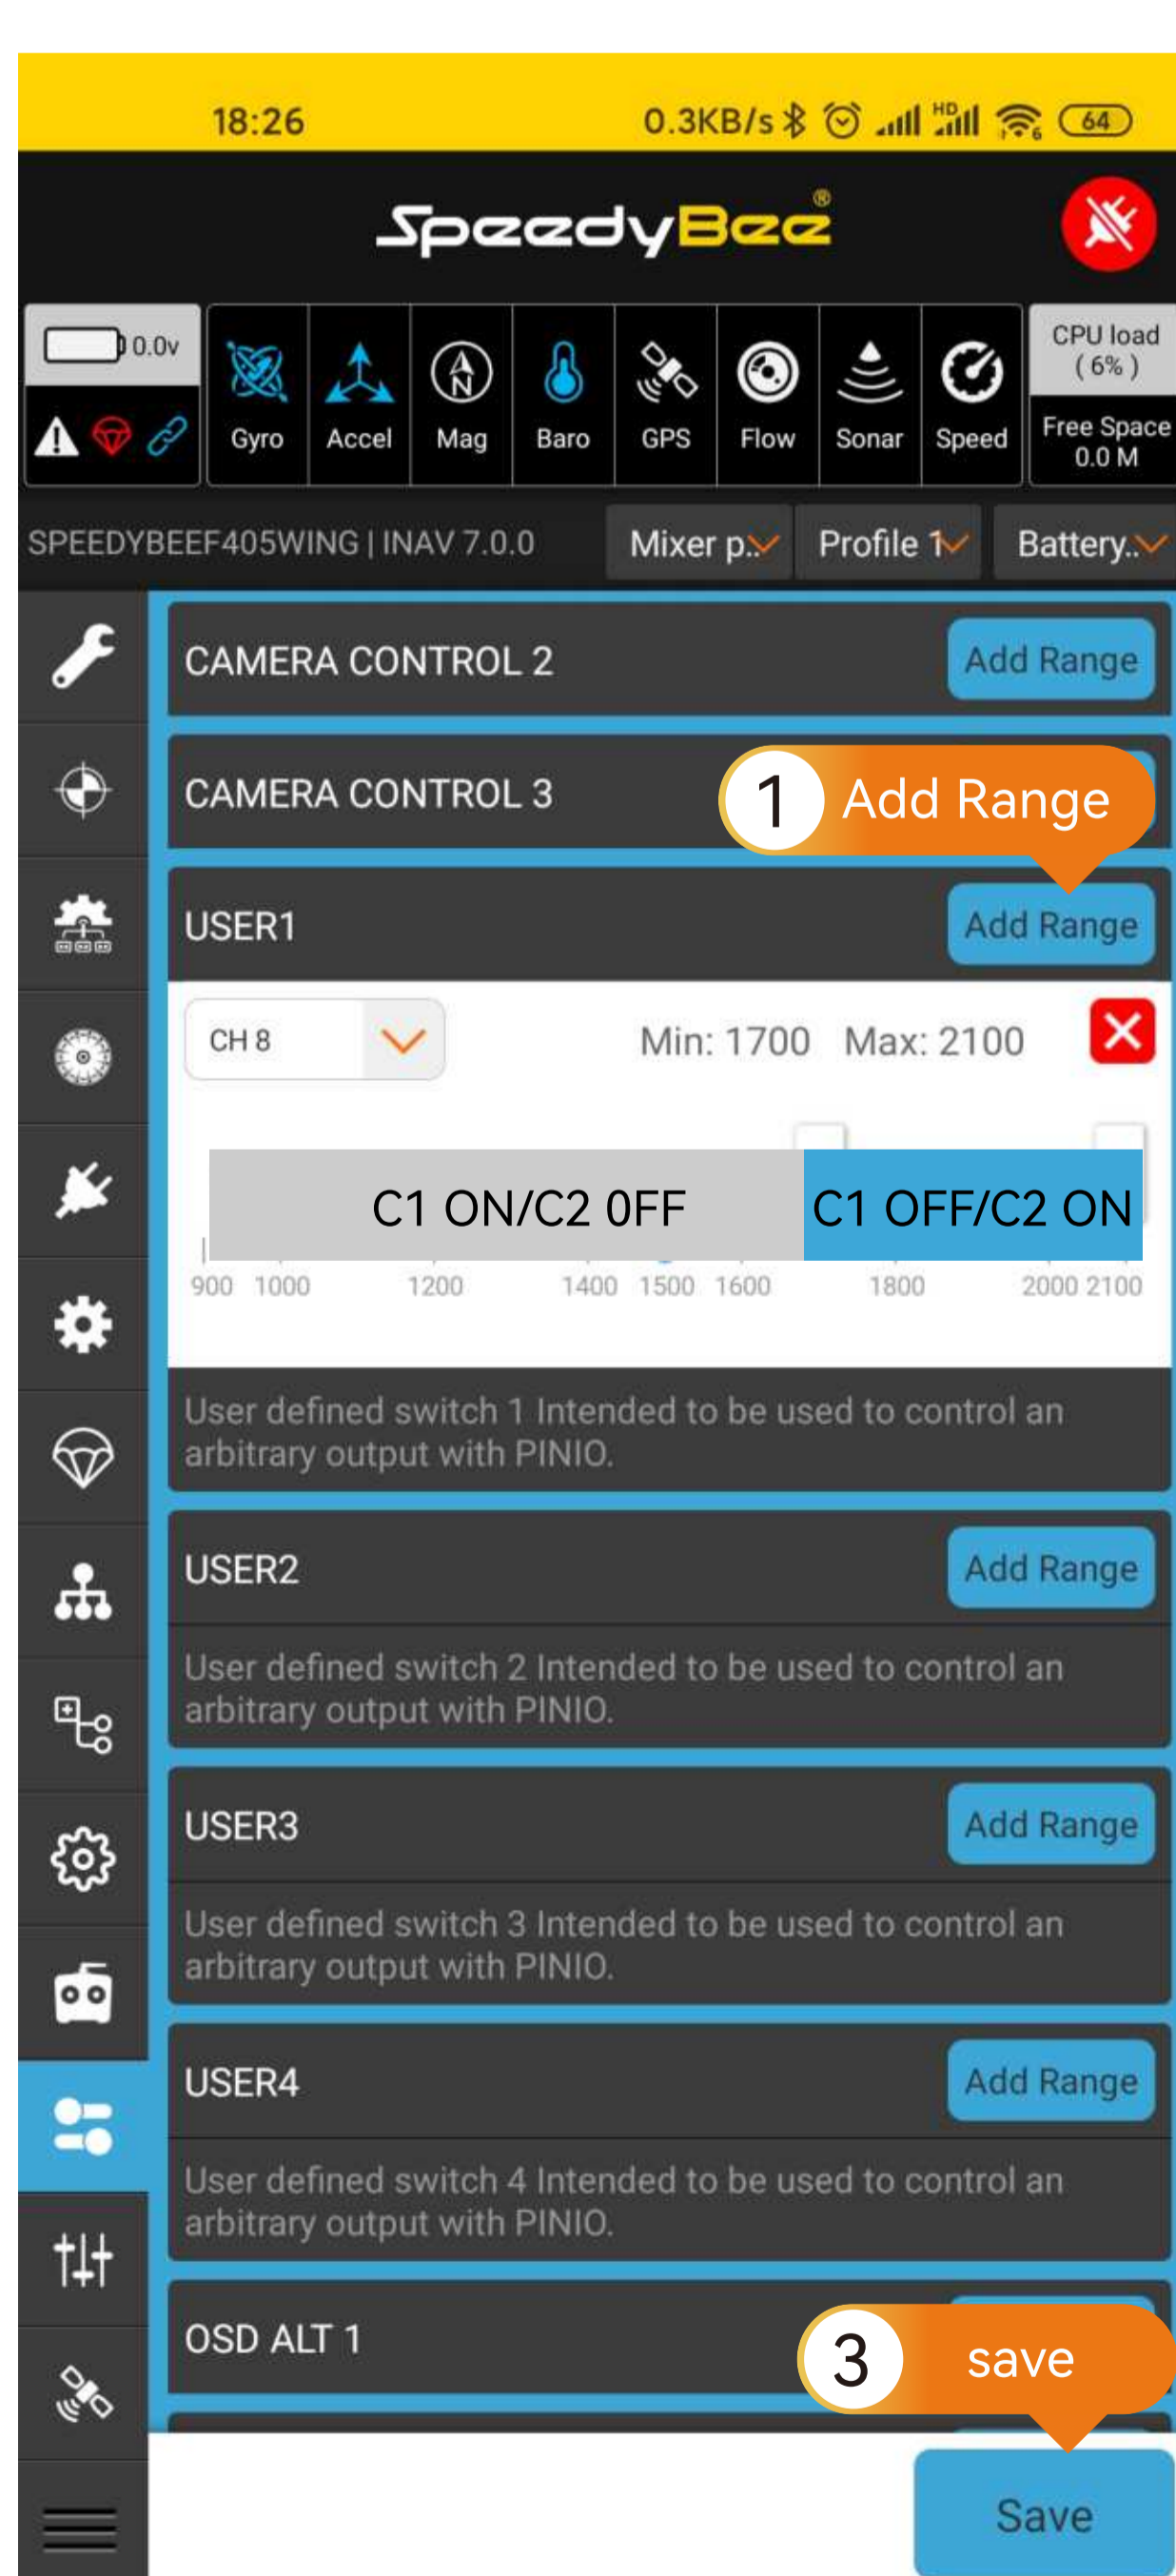 18:26 0.3KB/s HD 6 64
SpeedyBee®
0.0v
CPU load
( 6% )
Gyro Accel Mag Baro GPS Flow Sonar Speed
Free Space
0.0 M
SPEEDYBEEF405WING | INAV 7.0.0 Mixer p.. Profile 1 Battery..
CAMERA CONTROL 2 Add Range
CAMERA CONTROL 3 1 Add Range
USER1 Add Range
CH 8 Min: 1700 Max: 2100
C1 ON/C2 0FF C1 OFF/C2 ON
900 1000 1200 1400 1500 1600 1800 2000 2100
User defined switch 1 Intended to be used to control an
arbitrary output with PINIO.
USER2 Add Range
User defined switch 2 Intended to be used to control an
arbitrary output with PINIO.
USER3 Add Range
User defined switch 3 Intended to be used to control an
arbitrary output with PINIO.
USER4 Add Range
User defined switch 4 Intended to be used to control an
arbitrary output with PINIO.
OSD ALT 1 3 save
Save